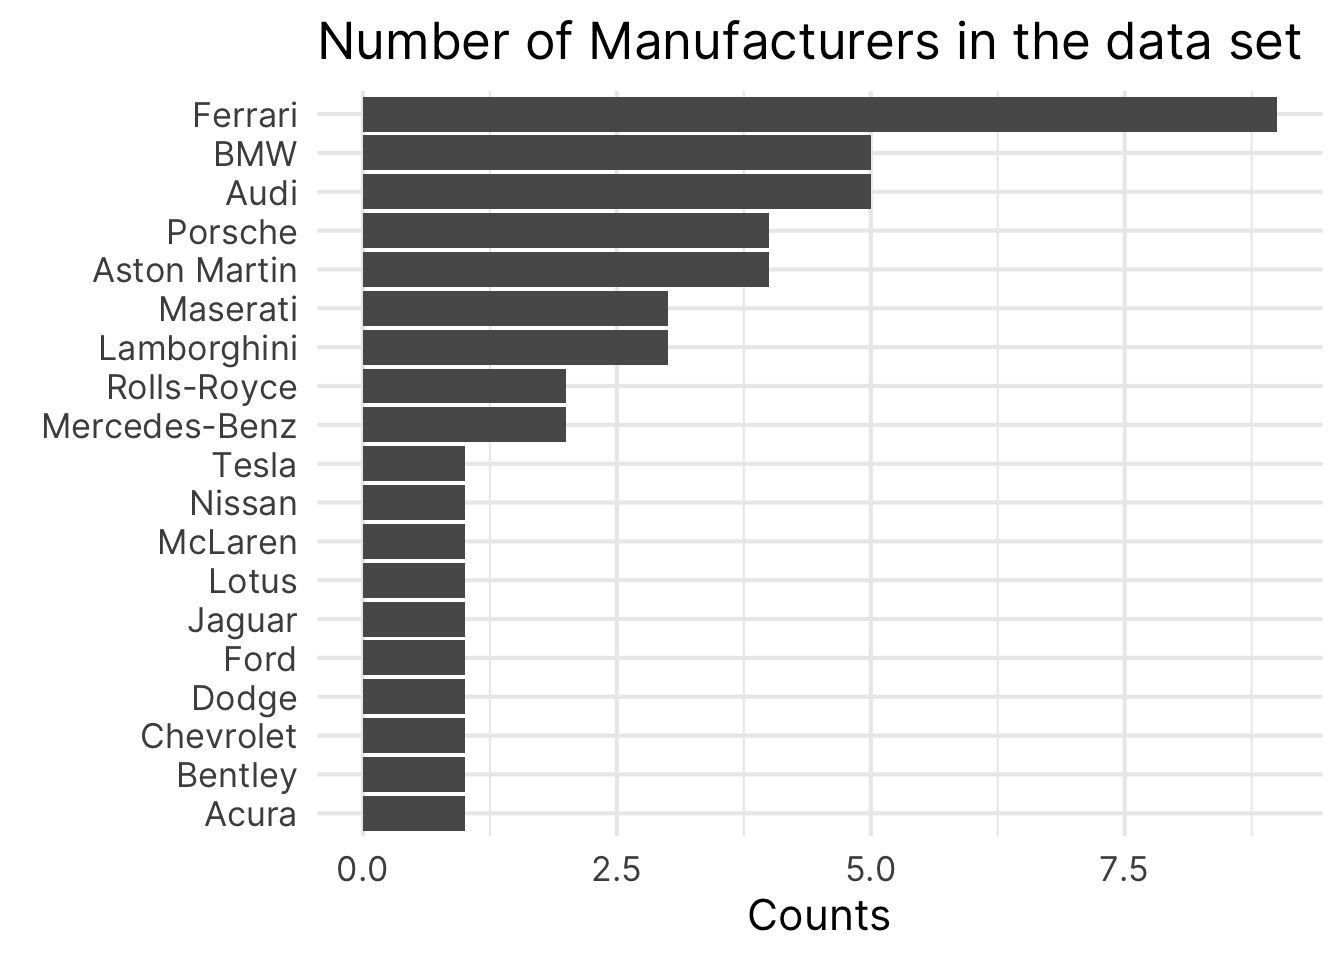 Number of Manufacturers in the data set
Ferrari
BMW
Audi
Porsche
Aston Martin
Maserati
Lamborghini
Rolls-Royce
Mercedes-Benz
Tesla
Nissan
McLaren
Lotus
Jaguar
Ford
Dodge
Chevrolet
Bentley
Acura
0.0 2.5 5.0 7.5
Counts